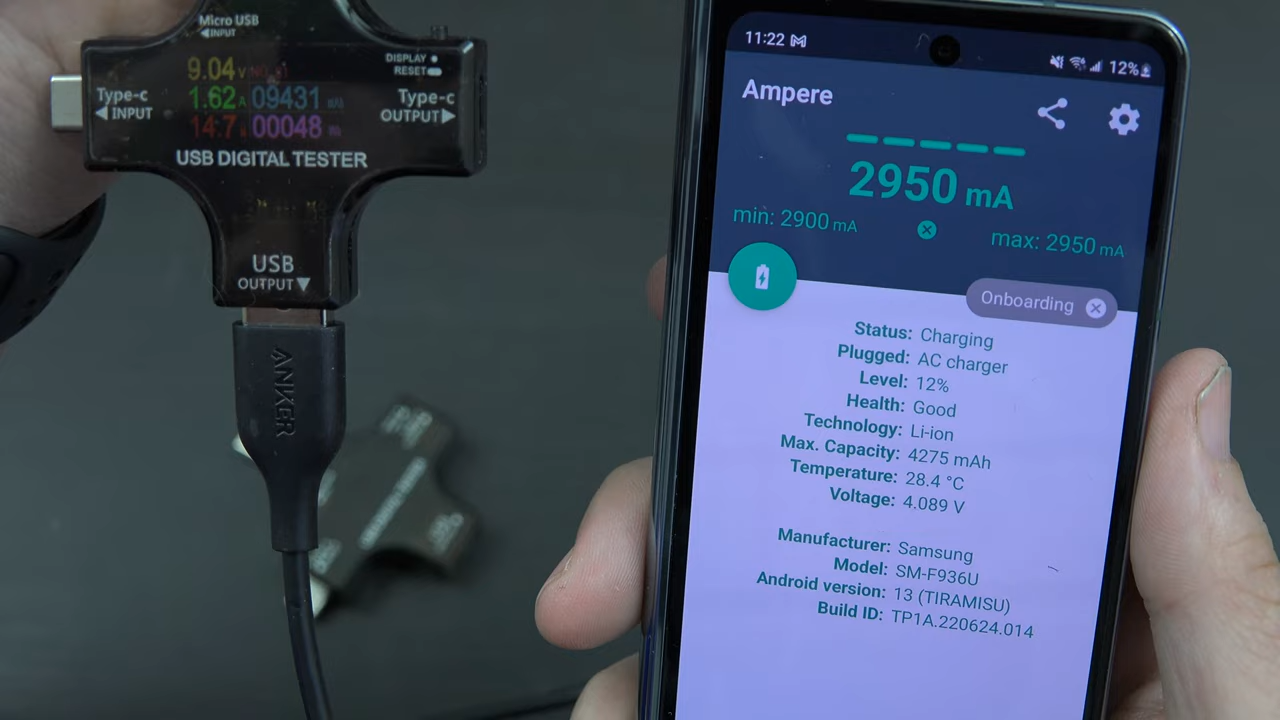 Micro USB
◀INPUT
DISPLAY ●
RESET
9.04 V
1.62 A 09431
14.7 00048
Type-c
◀INPUT
Type-c
OUTPUT▶
USB DIGITAL TESTER
USB
OUTPUT▼
ANKER
11:22
12%
Ampere
2950 mA
min: 2900 mA
max: 2950 mA
Onboarding
Status: Charging
Plugged: AC charger
Level: 12%
Health: Good
Technology: Li-ion
Max. Capacity: 4275 mAh
Temperature: 28.4 °C
Voltage: 4.089 V
Manufacturer: Samsung
Model: SM-F936U
Android version: 13 (TIRAMISU)
Build ID: TP1A.220624.014